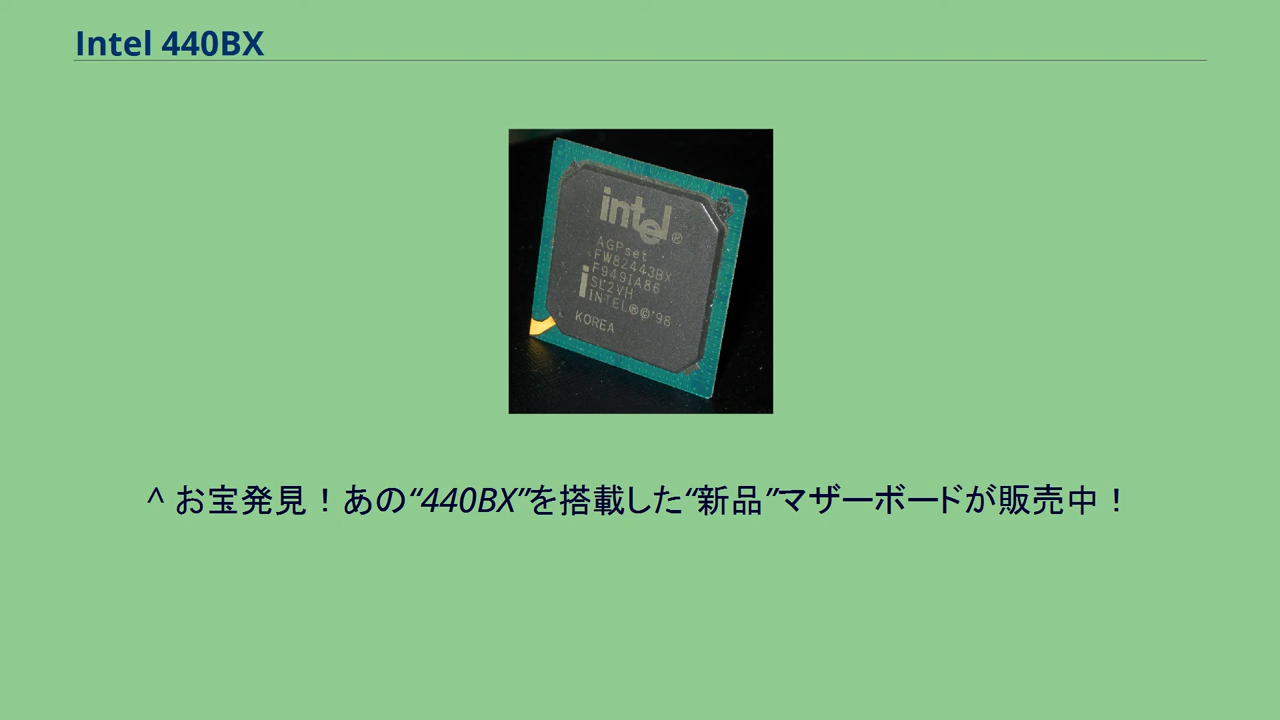 Intel 440BX
intel®
AGPset
FW82443BX
F949IA86
SL2VH
i INTEL®©'98
KOREA
^ お宝発見！あの“440BX”を搭載した“新品”マザーボードが販売中！